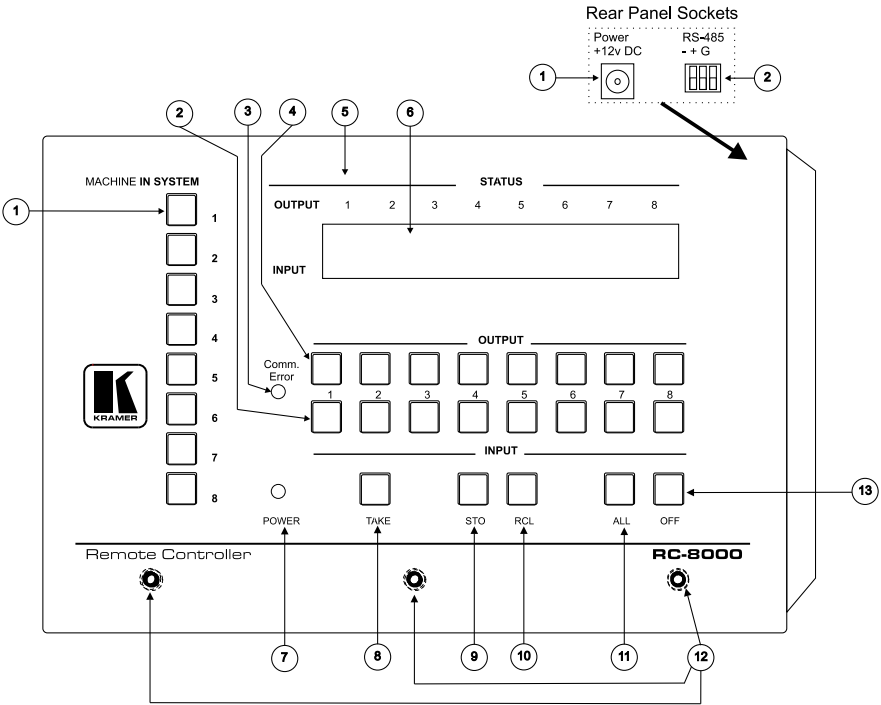 Rear Panel Sockets
Power
+12v DC
RS-485
- + G
1
2
2
3
4
5
6
MACHINE IN SYSTEM
STATUS
OUTPUT 1 2 3 4 5 6 7 8
1
1
INPUT
2
3
4
5
6
7
8
OUTPUT
Comm.
Error
1 2 3 4 5 6 7 8
K
KRAMER
INPUT
13
POWER TAKE STO RCL ALL OFF
Remote Controller RC-8000
7 8 9 10 11 12